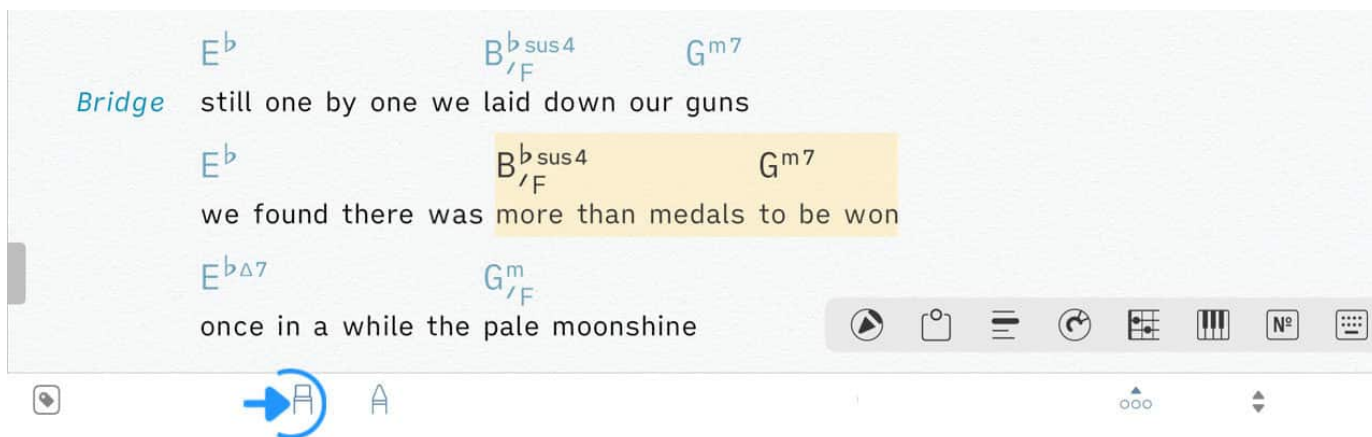 E♭ B♭sus4/F Gm7
Bridge still one by one we laid down our guns
E♭ B♭sus4/F Gm7
we found there was more than medals to be won
E♭Δ7 Gm/F
once in a while the pale moonshine
Nº